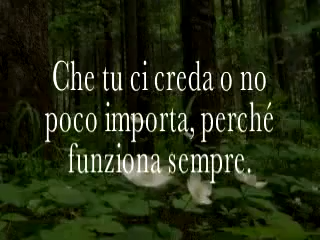 Che tu ci creda o no
poco importa, perché
funziona sempre.